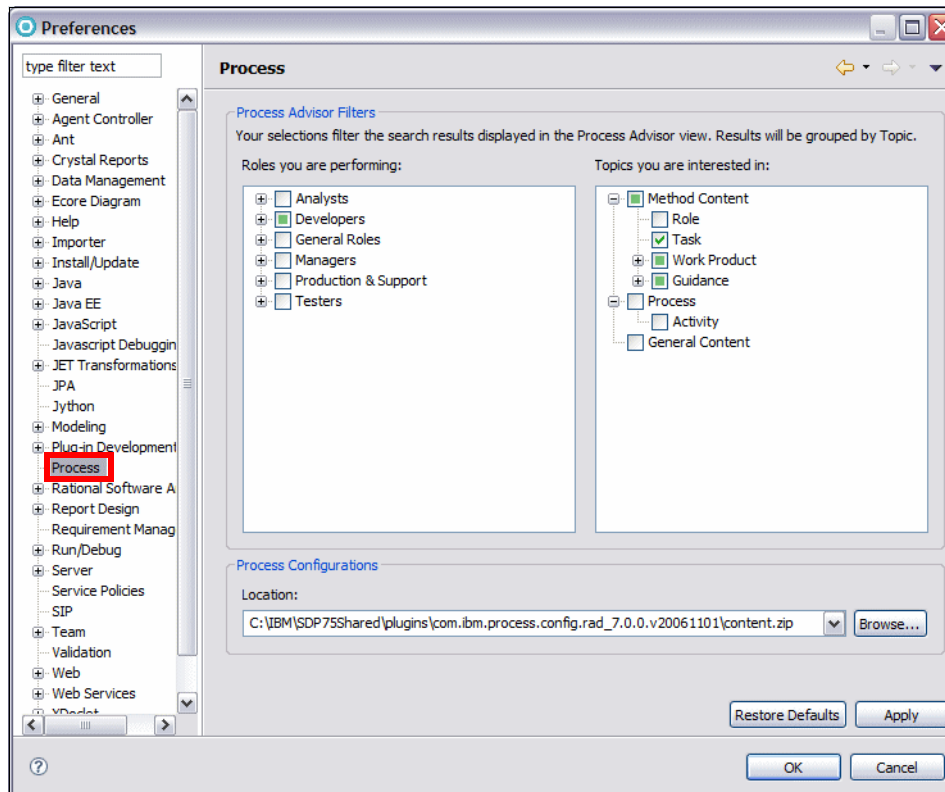 Preferences
type filter text
General
Agent Controller
Ant
Crystal Reports
Data Management
Ecore Diagram
Help
Importer
Install/Update
Java
Java EE
JavaScript
Javascript Debuggin
JET Transformations
JPA
Jython
Modeling
Plug-in Development
Process
Rational Software A
Report Design
Requirement Manag
Run/Debug
Server
Service Policies
SIP
Team
Validation
Web
Web Services
XDoclet
Process
Process Advisor Filters
Your selections filter the search results displayed in the Process Advisor view. Results will be grouped by Topic.
Roles you are performing:
Analysts
Developers
General Roles
Managers
Production & Support
Testers
Topics you are interested in:
Method Content
Role
Task
Work Product
Guidance
Process
Activity
General Content
Process Configurations
Location:
C:\IBM\SDP75Shared\plugins\com.ibm.process.config.rad_7.0.0.v20061101\content.zip
Browse...
Restore Defaults
Apply
OK
Cancel